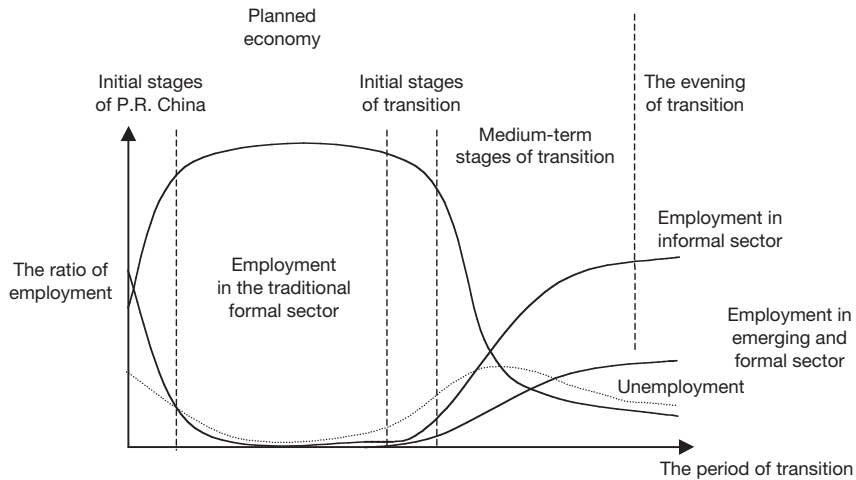 Planned
economy
Initial stages
of P.R. China
Initial stages
of transition
The evening
of transition
Medium-term
stages of transition
Employment in
informal sector
The ratio of
employment
Employment
in the traditional
formal sector
Employment in
emerging and
formal sector
Unemployment
The period of transition